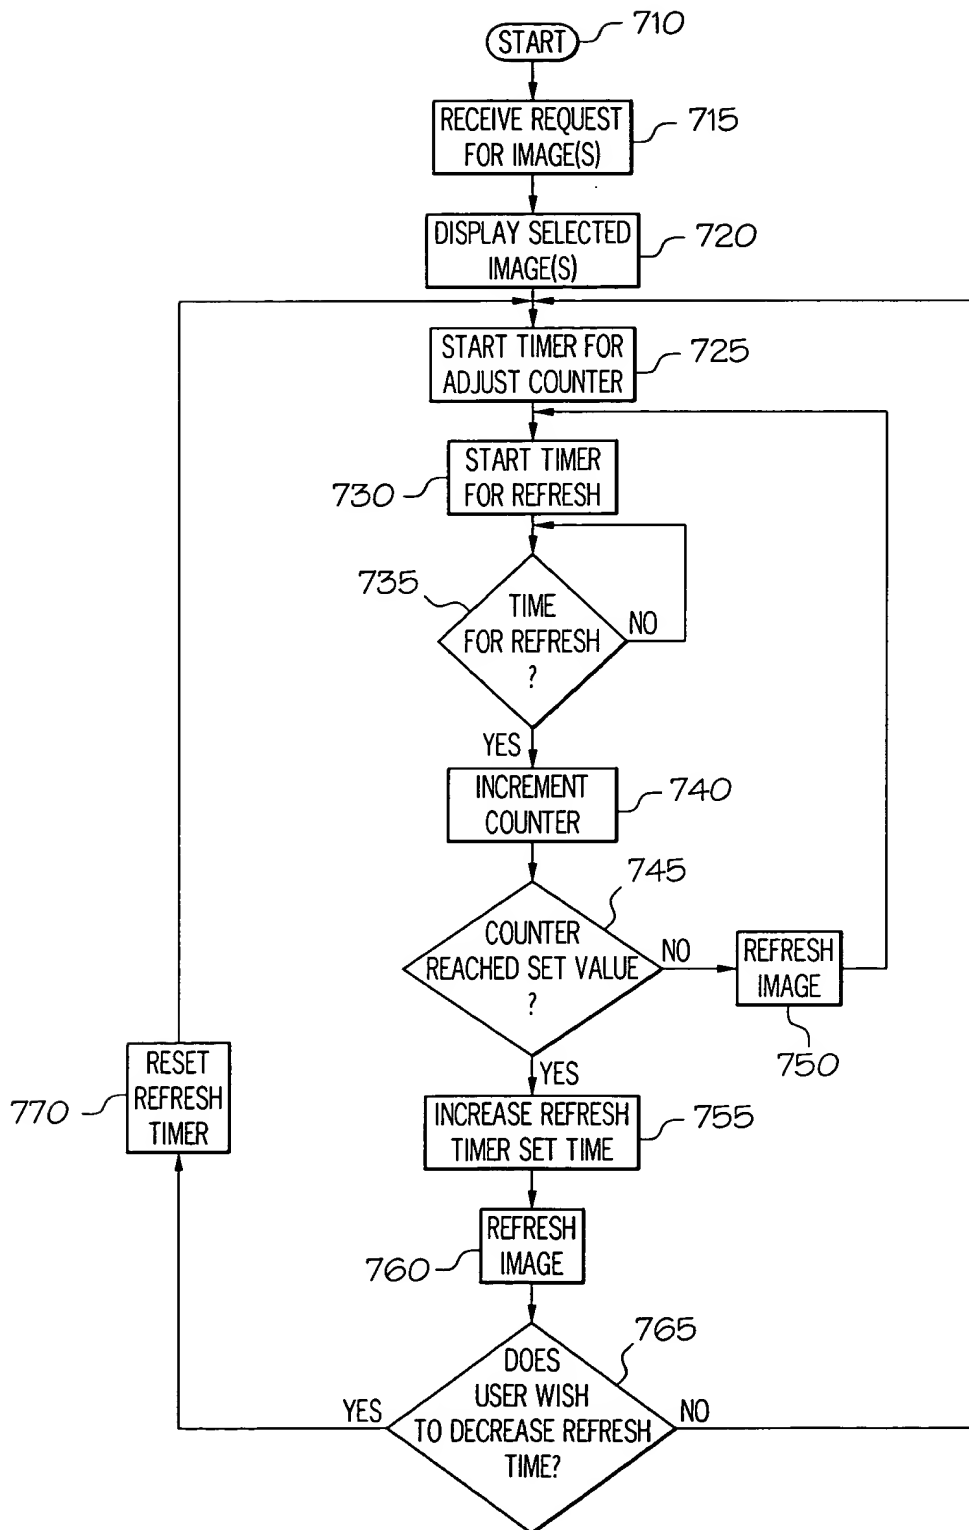 START
710
RECEIVE REQUEST
FOR IMAGE(S)
715
DISPLAY SELECTED
IMAGE(S)
720
START TIMER FOR
ADJUST COUNTER
725
START TIMER
FOR REFRESH
730
735
TIME
FOR REFRESH
?
NO
YES
INCREMENT
COUNTER
740
745
COUNTER
REACHED SET VALUE
?
NO
REFRESH
IMAGE
750
YES
RESET
REFRESH
TIMER
770
INCREASE REFRESH
TIMER SET TIME
755
REFRESH
IMAGE
760
765
DOES
USER WISH
TO DECREASE REFRESH
TIME?
YES
NO